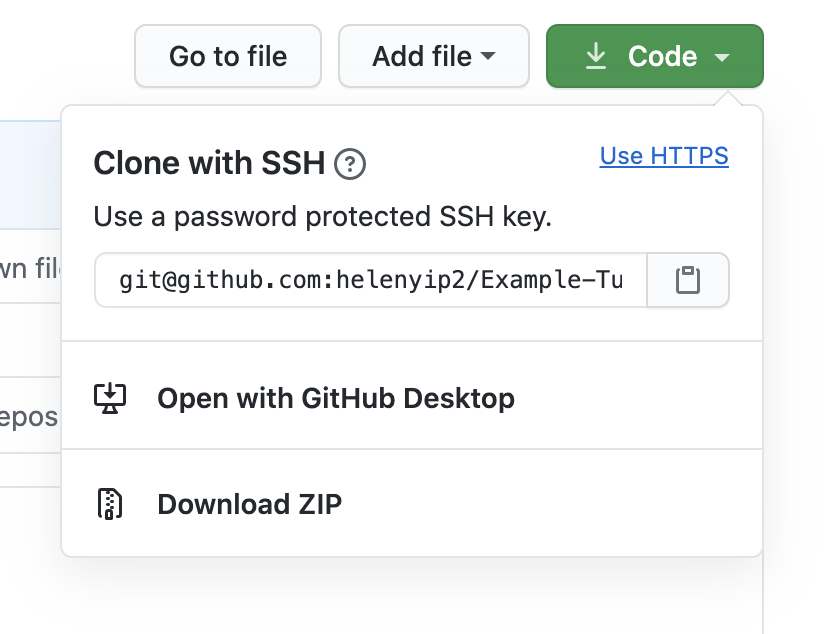 Go to file
Add file
Code
Clone with SSH ?
Use HTTPS
Use a password protected SSH key.
git@github.com:helenyip2/Example-Tu
wn file
epos
Open with GitHub Desktop
Download ZIP